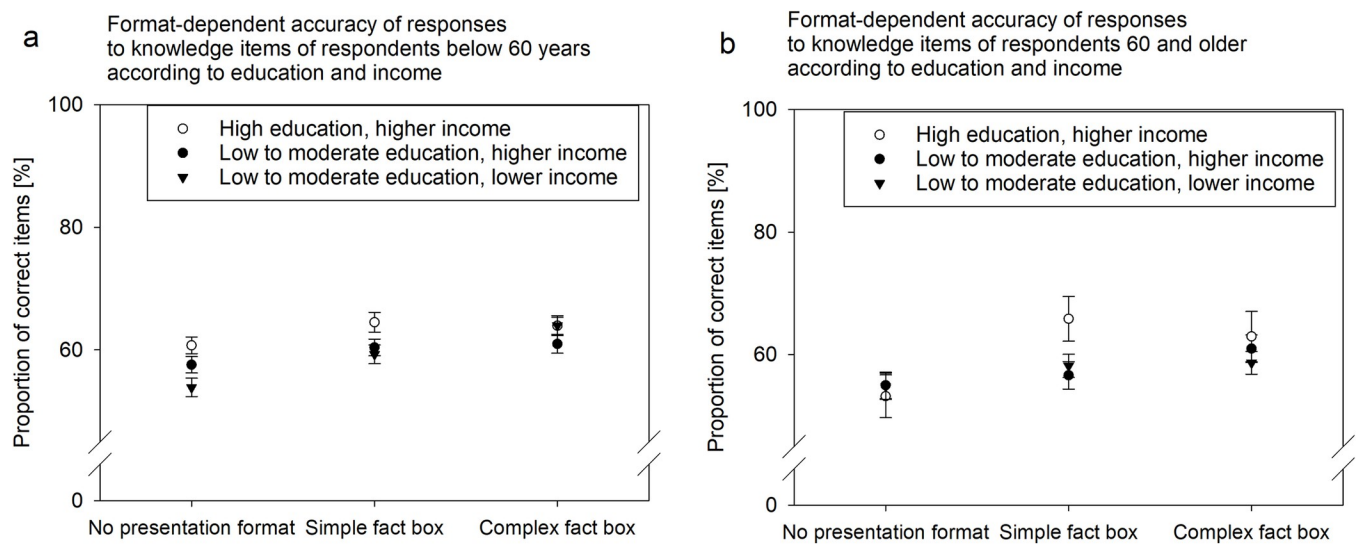 a
Format-dependent accuracy of responses
to knowledge items of respondents below 60 years
according to education and income
Proportion of correct items [%]
100
80
60
0
High education, higher income
Low to moderate education, higher income
Low to moderate education, lower income
No presentation format
Simple fact box
Complex fact box
b
Format-dependent accuracy of responses
to knowledge items of respondents 60 and older
according to education and income
Proportion of correct items [%]
100
80
60
0
High education, higher income
Low to moderate education, higher income
Low to moderate education, lower income
No presentation format
Simple fact box
Complex fact box